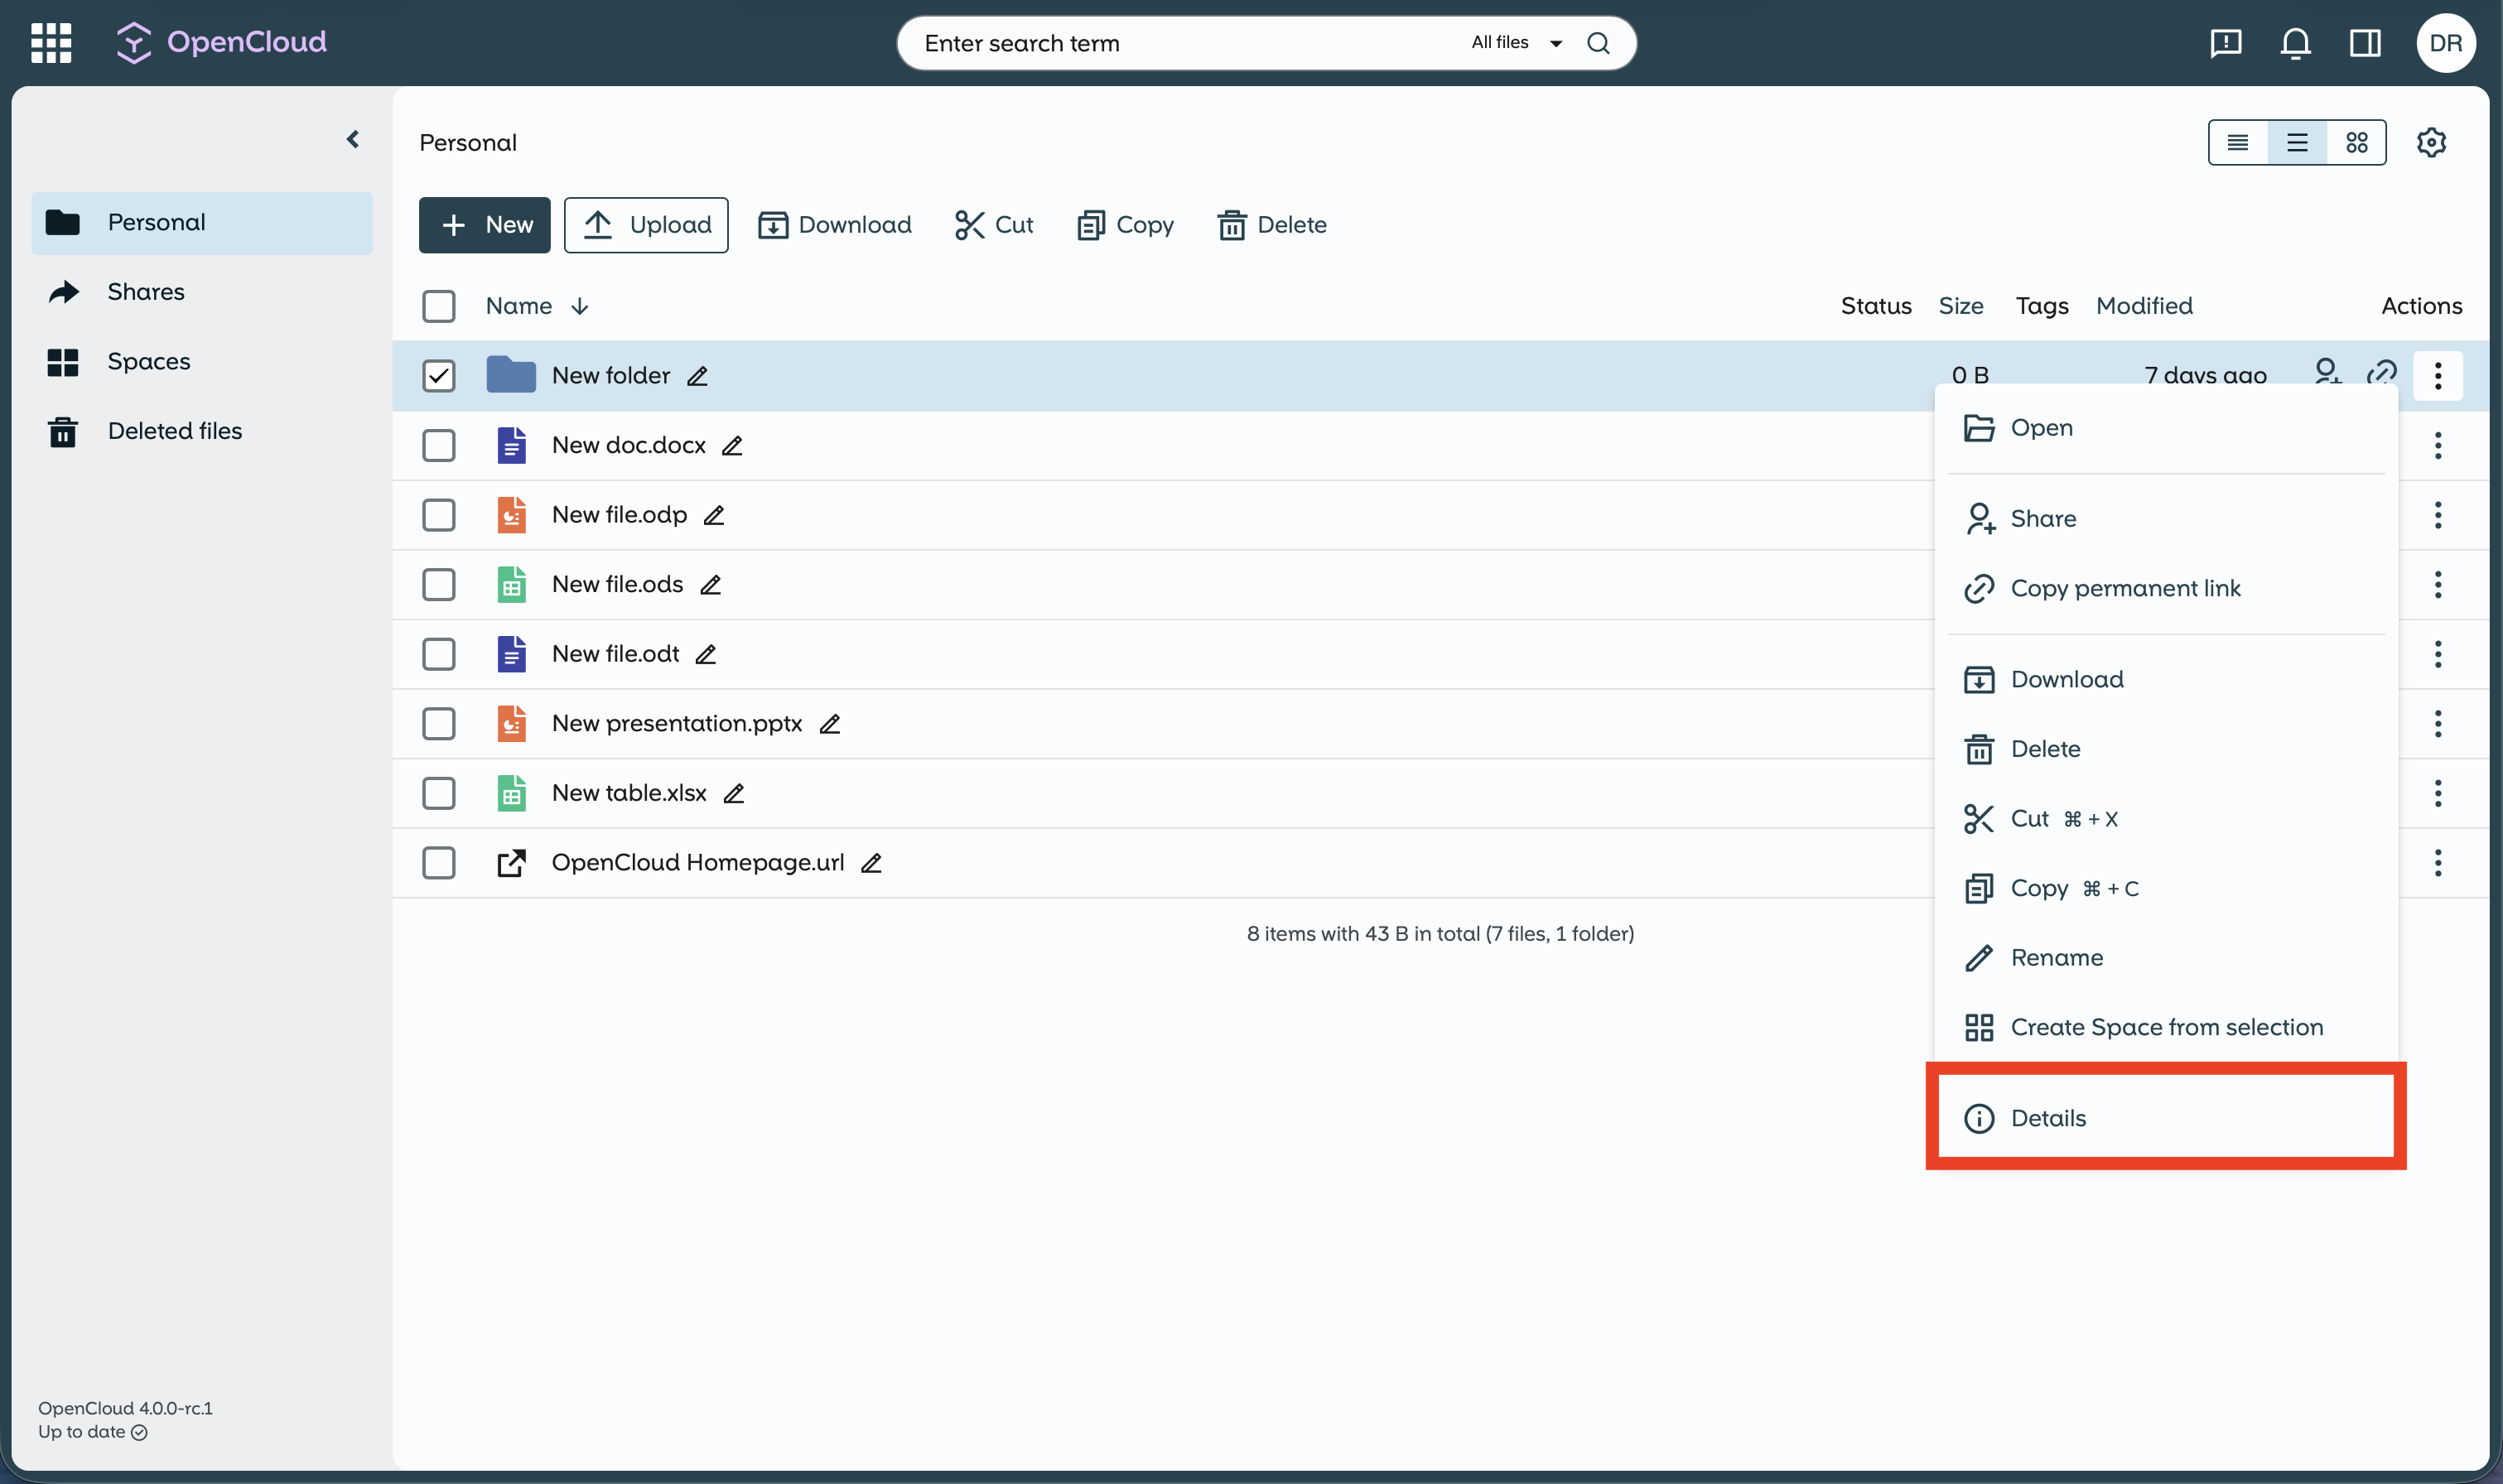 OpenCloud
Enter search term
All files
DR
Personal
Personal
Shares
Spaces
Deleted files
New
Upload
Download
Cut
Copy
Delete
Name
Status
Size
Tags
Modified
Actions
New folder
0 B
7 days ago
New doc.docx
New file.odp
New file.ods
New file.odt
New presentation.pptx
New table.xlsx
OpenCloud Homepage.url
8 items with 43 B in total (7 files, 1 folder)
Open
Share
Copy permanent link
Download
Delete
Cut ⌘ + X
Copy ⌘ + C
Rename
Create Space from selection
Details
OpenCloud 4.0.0-rc.1
Up to date